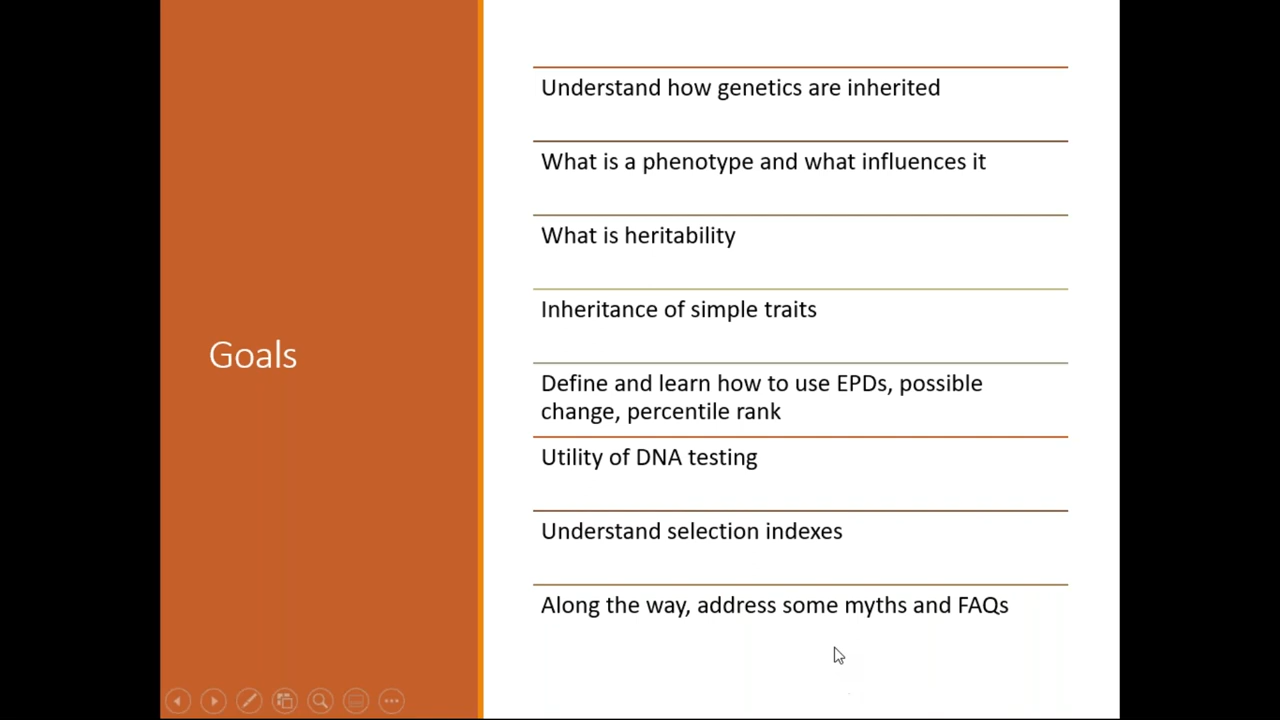 Goals
Understand how genetics are inherited
What is a phenotype and what influences it
What is heritability
Inheritance of simple traits
Define and learn how to use EPDs, possible
change, percentile rank
Utility of DNA testing
Understand selection indexes
Along the way, address some myths and FAQs